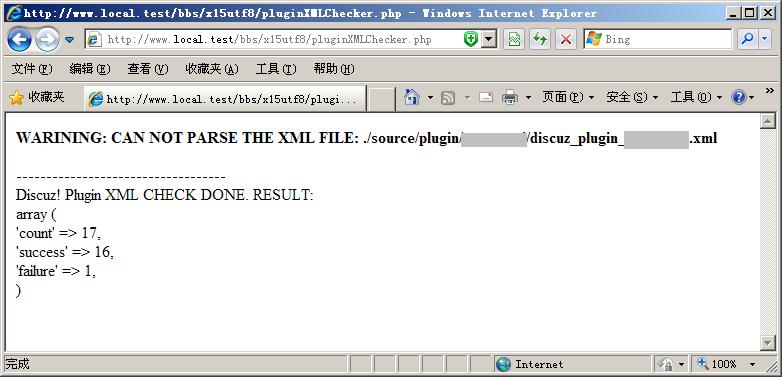 http://www.local.test/bbs/x15utf8/pluginXMLChecker.php - Windows Internet Explorer
http://www.local.test/bbs/x15utf8/pluginXMLChecker.php
Bing
文件(F) 编辑(E) 查看(V) 收藏夹(A) 工具(T) 帮助(H)
收藏夹 http://www.local.test/bbs/x15utf8/plugi... 页面(P) 安全(S) 工具(O)
WARINING: CAN NOT PARSE THE XML FILE: ./source/plugin/ /discuz_plugin_ .xml
-----------------------------------
Discuz! Plugin XML CHECK DONE. RESULT:
array (
'count' => 17,
'success' => 16,
'failure' => 1,
)
完成 Internet 100%